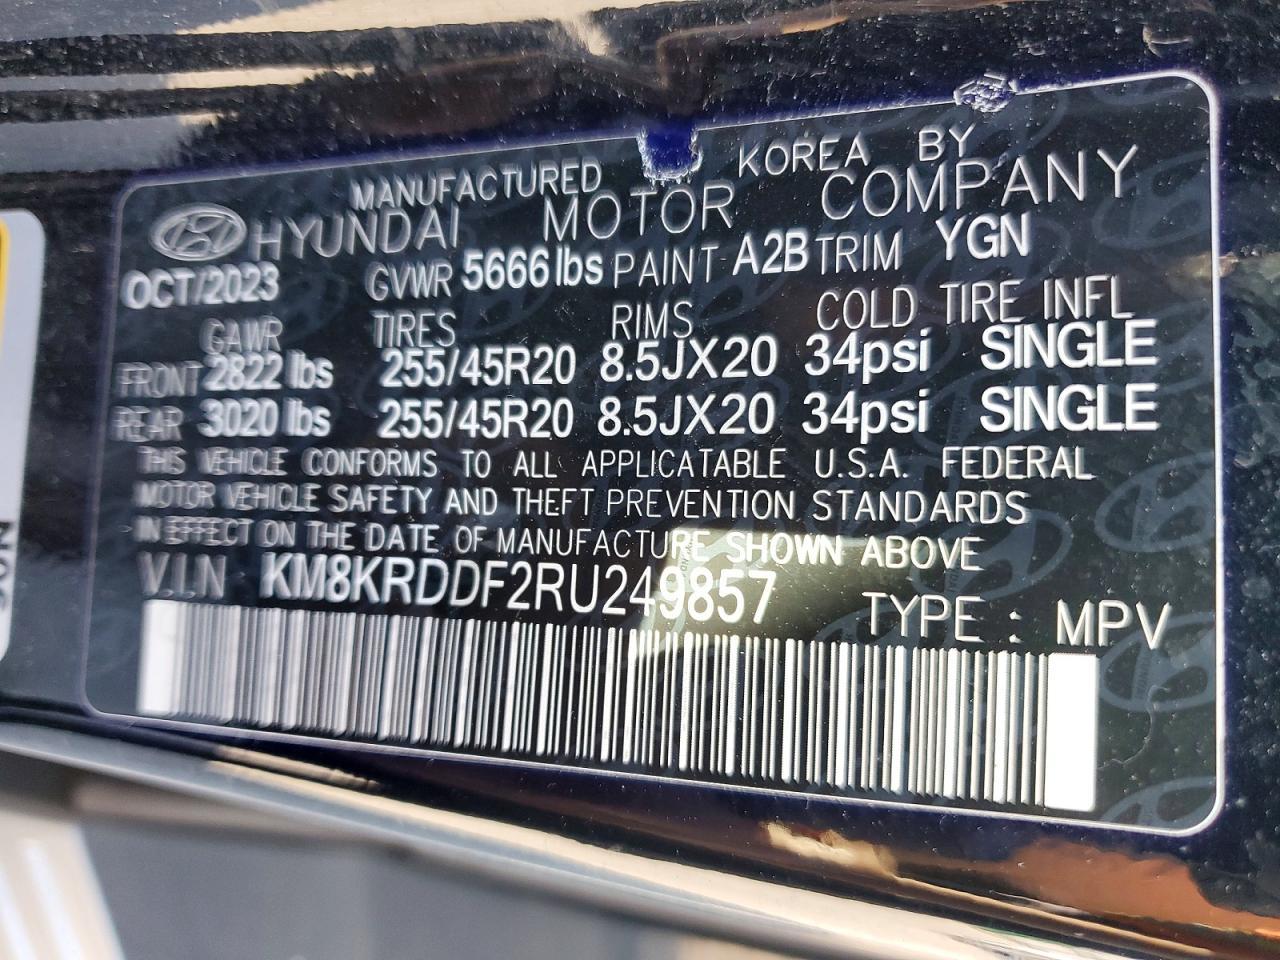 MANUFACTURED KOREA BY
HYUNDAI MOTOR COMPANY
OCT/2023 GVWR 5666lbs PAINT A2B TRIM YGN
GAWR TIRES RIMS COLD TIRE INFL
FRONT 2822 lbs 255/45R20 8.5JX20 34psi SINGLE
REAR 3020 lbs 255/45R20 8.5JX20 34psi SINGLE
THIS VEHICLE CONFORMS TO ALL APPLICATABLE U.S.A. FEDERAL
MOTOR VEHICLE SAFETY AND THEFT PREVENTION STANDARDS
IN EFFECT ON THE DATE OF MANUFACTURE SHOWN ABOVE
V.I.N KM8KRDDF2RU249857 TYPE : MPV